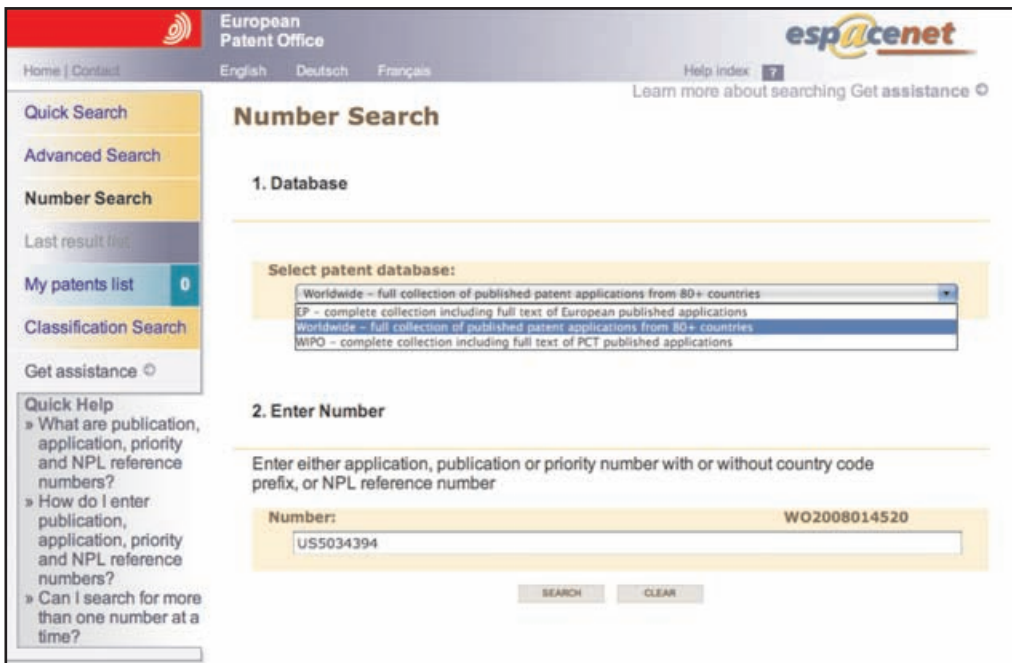 European
Patent Office
espacenet
Home | Contact
English Deutsch Français
Help index ?
Learn more about searching Get assistance
Quick Search
Advanced Search
Number Search
Last result list
My patents list 0
Classification Search
Get assistance
Quick Help
» What are publication,
application, priority
and NPL reference
numbers?
» How do I enter
publication,
application, priority
and NPL reference
numbers?
» Can I search for more
than one number at a
time?
Number Search
1. Database
Select patent database:
Worldwide – full collection of published patent applications from 80+ countries
EP – complete collection including full text of European published applications
Worldwide – full collection of published patent applications from 80+ countries
WIPO – complete collection including full text of PCT published applications
2. Enter Number
Enter either application, publication or priority number with or without country code
prefix, or NPL reference number
Number: WO2008014520
US5034394
SEARCH CLEAR